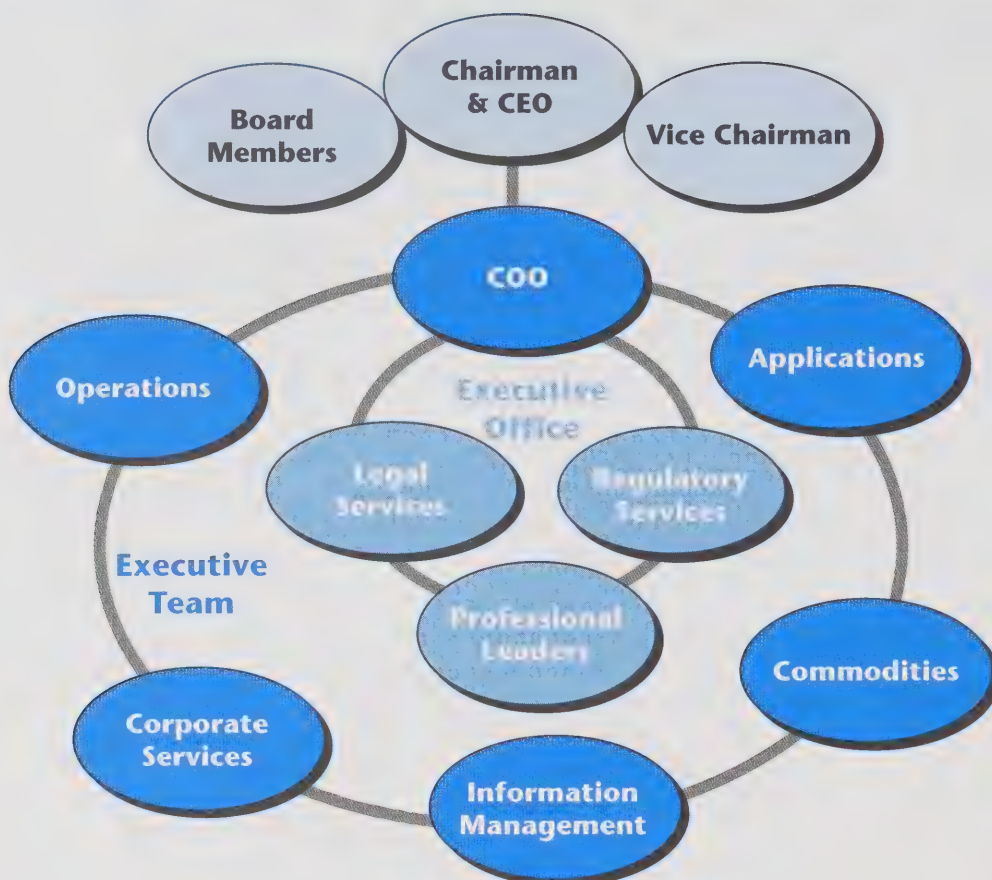 Chairman
& CEO
Board
Members
Vice Chairman
COO
Operations
Applications
Executive
Office
Legal
Services
Regulatory
Services
Executive
Team
Professional
Leaders
Commodities
Corporate
Services
Information
Management